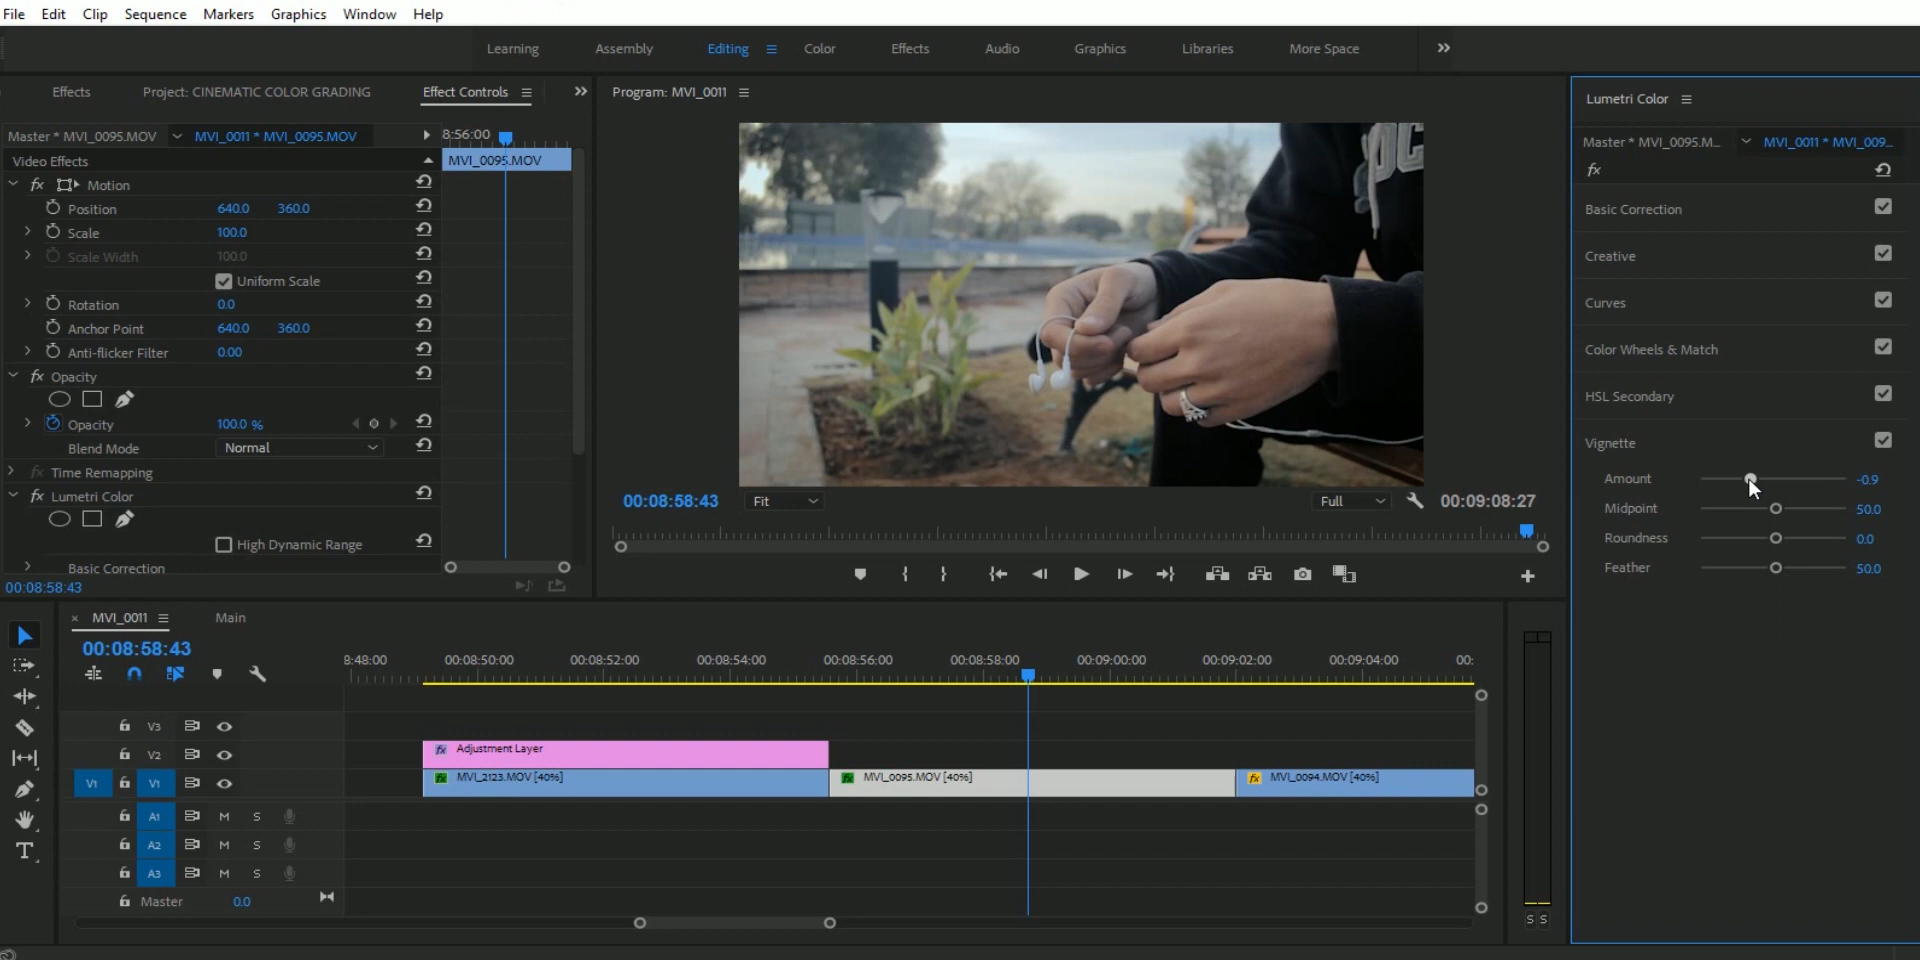 File Edit Clip Sequence Markers Graphics Window Help
Learning Assembly Editing Color Effects Audio Graphics Libraries More Space
Effects Project: CINEMATIC COLOR GRADING Effect Controls
Program: MVI_0011
Lumetri Color
Master * MVI_0095.MOV MVI_0011 * MVI_0095.MOV
8:56:00
Master * MVI_0095.M... MVI_0011 * MVI_009...
fx
Video Effects
MVI_0095.MOV
fx Motion
Position 640.0 360.0
Scale 100.0
Scale Width 100.0
Uniform Scale
Rotation 0.0
Anchor Point 640.0 360.0
Anti-flicker Filter 0.00
fx Opacity
Opacity 100.0 %
Blend Mode Normal
fx Time Remapping
fx Lumetri Color
High Dynamic Range
Basic Correction
00:08:58:43
00:08:58:43 Fit Full 00:09:08:27
Basic Correction
Creative
Curves
Color Wheels & Match
HSL Secondary
Vignette
Amount -0.9
Midpoint 50.0
Roundness 0.0
Feather 50.0
× MVI_0011 Main
00:08:58:43
8:48:00 00:08:50:00 00:08:52:00 00:08:54:00 00:08:56:00 00:08:58:00 00:09:00:00 00:09:02:00 00:09:04:00 00:
V3
V2
fx Adjustment Layer
V1 V1
fx MVI_2123.MOV [40%] fx MVI_0095.MOV [40%] fx MVI_0094.MOV [40%]
A1 M S
A2 M S
A3 M S
Master 0.0
S S